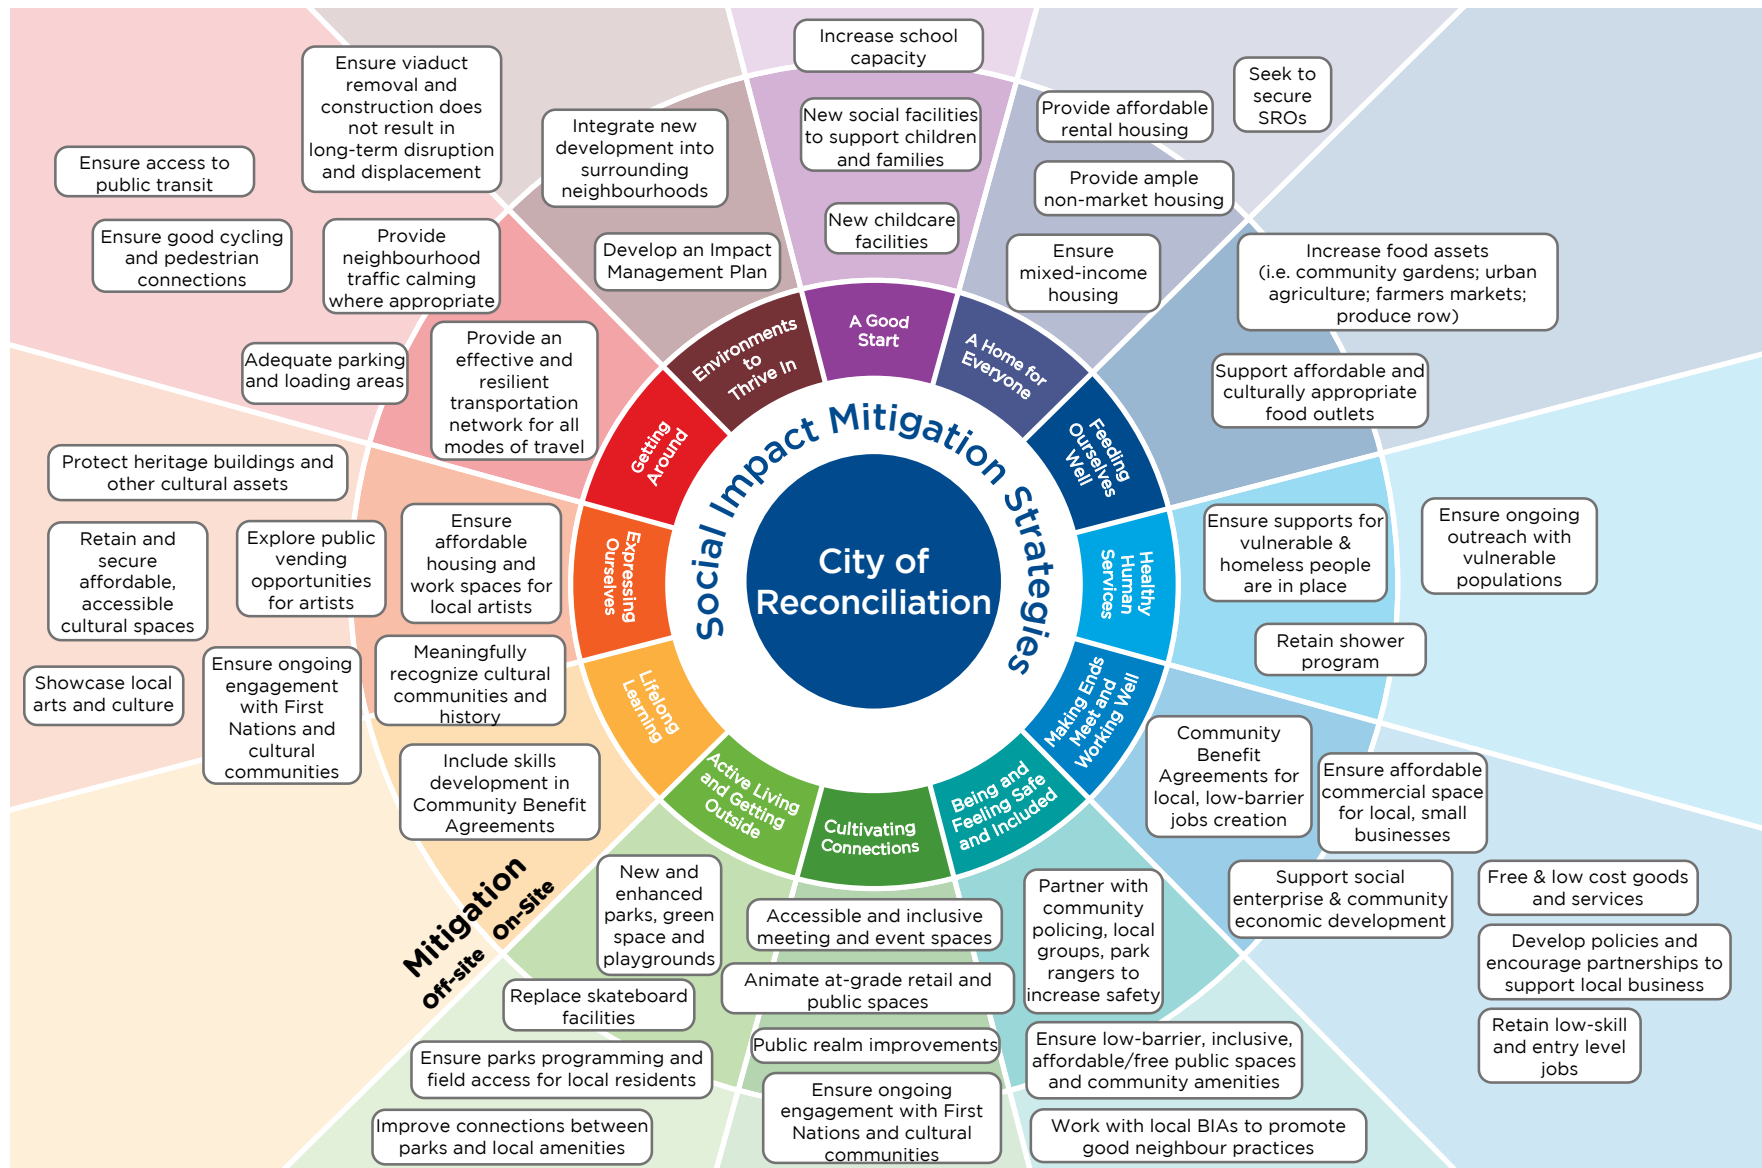 City of
Reconciliation
Social Impact Mitigation Strategies
A Good
Start
Increase school
capacity
New social facilities
to support children
and families
New childcare
facilities
A Home for
Everyone
Provide affordable
rental housing
Seek to
secure
SROs
Provide ample
non-market housing
Ensure
mixed-income
housing
Feeding
Ourselves
Well
Increase food assets
(i.e. community gardens; urban
agriculture; farmers markets;
produce row)
Support affordable and
culturally appropriate
food outlets
Healthy
Human
Services
Ensure supports for
vulnerable &
homeless people
are in place
Ensure ongoing
outreach with
vulnerable
populations
Retain shower
program
Making Ends
Meet and
Working Well
Community
Benefit
Agreements for
local, low-barrier
jobs creation
Ensure affordable
commercial space
for local, small
businesses
Support social
enterprise & community
economic development
Free & low cost goods
and services
Develop policies and
encourage partnerships to
support local business
Retain low-skill
and entry level
jobs
Being and
Feeling Safe
and Included
Partner with
community
policing, local
groups, park
rangers to
increase safety
Ensure low-barrier, inclusive,
affordable/free public spaces
and community amenities
Work with local BIAs to promote
good neighbour practices
Cultivating
Connections
Accessible and inclusive
meeting and event spaces
Animate at-grade retail and
public spaces
Public realm improvements
Ensure ongoing
engagement with First
Nations and cultural
communities
Active Living
and Getting
Outside
New and
enhanced
parks, green
space and
playgrounds
Replace skateboard
facilities
Ensure parks programming and
field access for local residents
Improve connections between
parks and local amenities
Mitigation
On-Site
Off-site
Lifelong
Learning
Include skills
development in
Community Benefit
Agreements
Expressing
Ourselves
Protect heritage buildings and
other cultural assets
Retain and
secure
affordable,
accessible
cultural spaces
Explore public
vending
opportunities
for artists
Ensure
affordable
housing and
work spaces for
local artists
Meaningfully
recognize cultural
communities and
history
Showcase local
arts and culture
Ensure ongoing
engagement
with First
Nations and
cultural
communities
Getting
Around
Ensure viaduct
removal and
construction does
not result in
long-term disruption
and displacement
Ensure access to
public transit
Ensure good cycling
and pedestrian
connections
Provide
neighbourhood
traffic calming
where appropriate
Adequate parking
and loading areas
Provide an
effective and
resilient
transportation
network for all
modes of travel
Environments
to
Thrive In
Integrate new
development into
surrounding
neighbourhoods
Develop an Impact
Management Plan